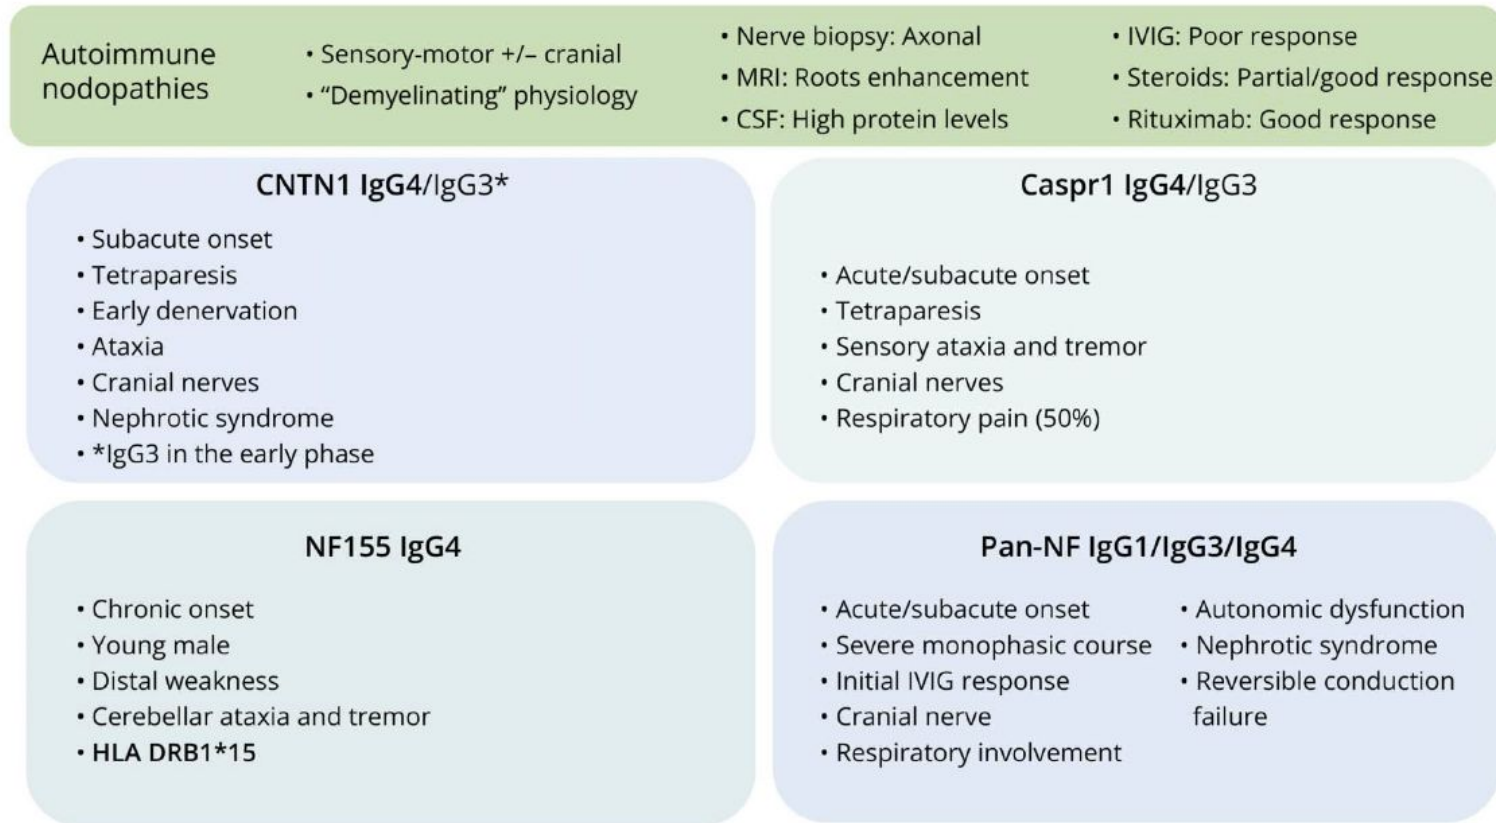 Autoimmune
nodopathies
• Sensory-motor +/– cranial
• “Demyelinating” physiology
• Nerve biopsy: Axonal
• MRI: Roots enhancement
• CSF: High protein levels
• IVIG: Poor response
• Steroids: Partial/good response
• Rituximab: Good response
CNTN1 IgG4/IgG3*
• Subacute onset
• Tetraparesis
• Early denervation
• Ataxia
• Cranial nerves
• Nephrotic syndrome
• *IgG3 in the early phase
Caspr1 IgG4/IgG3
• Acute/subacute onset
• Tetraparesis
• Sensory ataxia and tremor
• Cranial nerves
• Respiratory pain (50%)
NF155 IgG4
• Chronic onset
• Young male
• Distal weakness
• Cerebellar ataxia and tremor
• HLA DRB1*15
Pan-NF IgG1/IgG3/IgG4
• Acute/subacute onset
• Severe monophasic course
• Initial IVIG response
• Cranial nerve
• Respiratory involvement
• Autonomic dysfunction
• Nephrotic syndrome
• Reversible conduction
failure